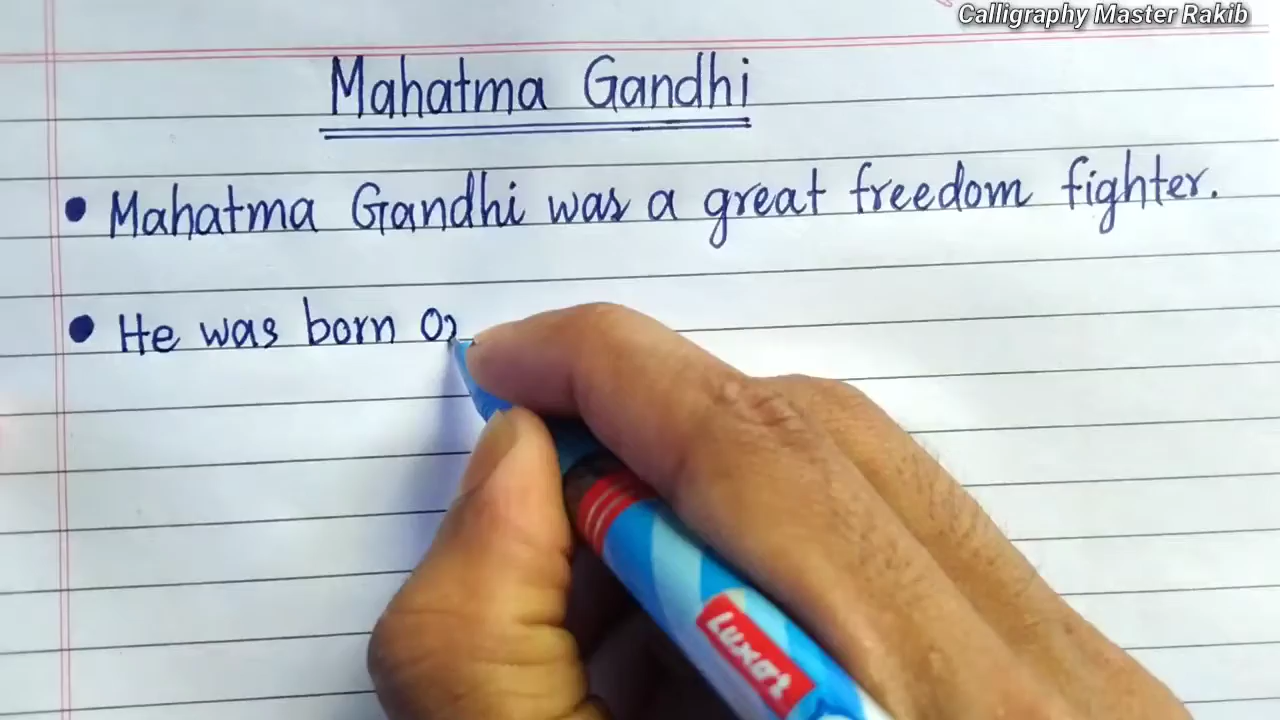 Calligraphy Master Rakib
Mahatma Gandhi
• Mahatma Gandhi was a great freedom fighter.
• He was born
Luxor